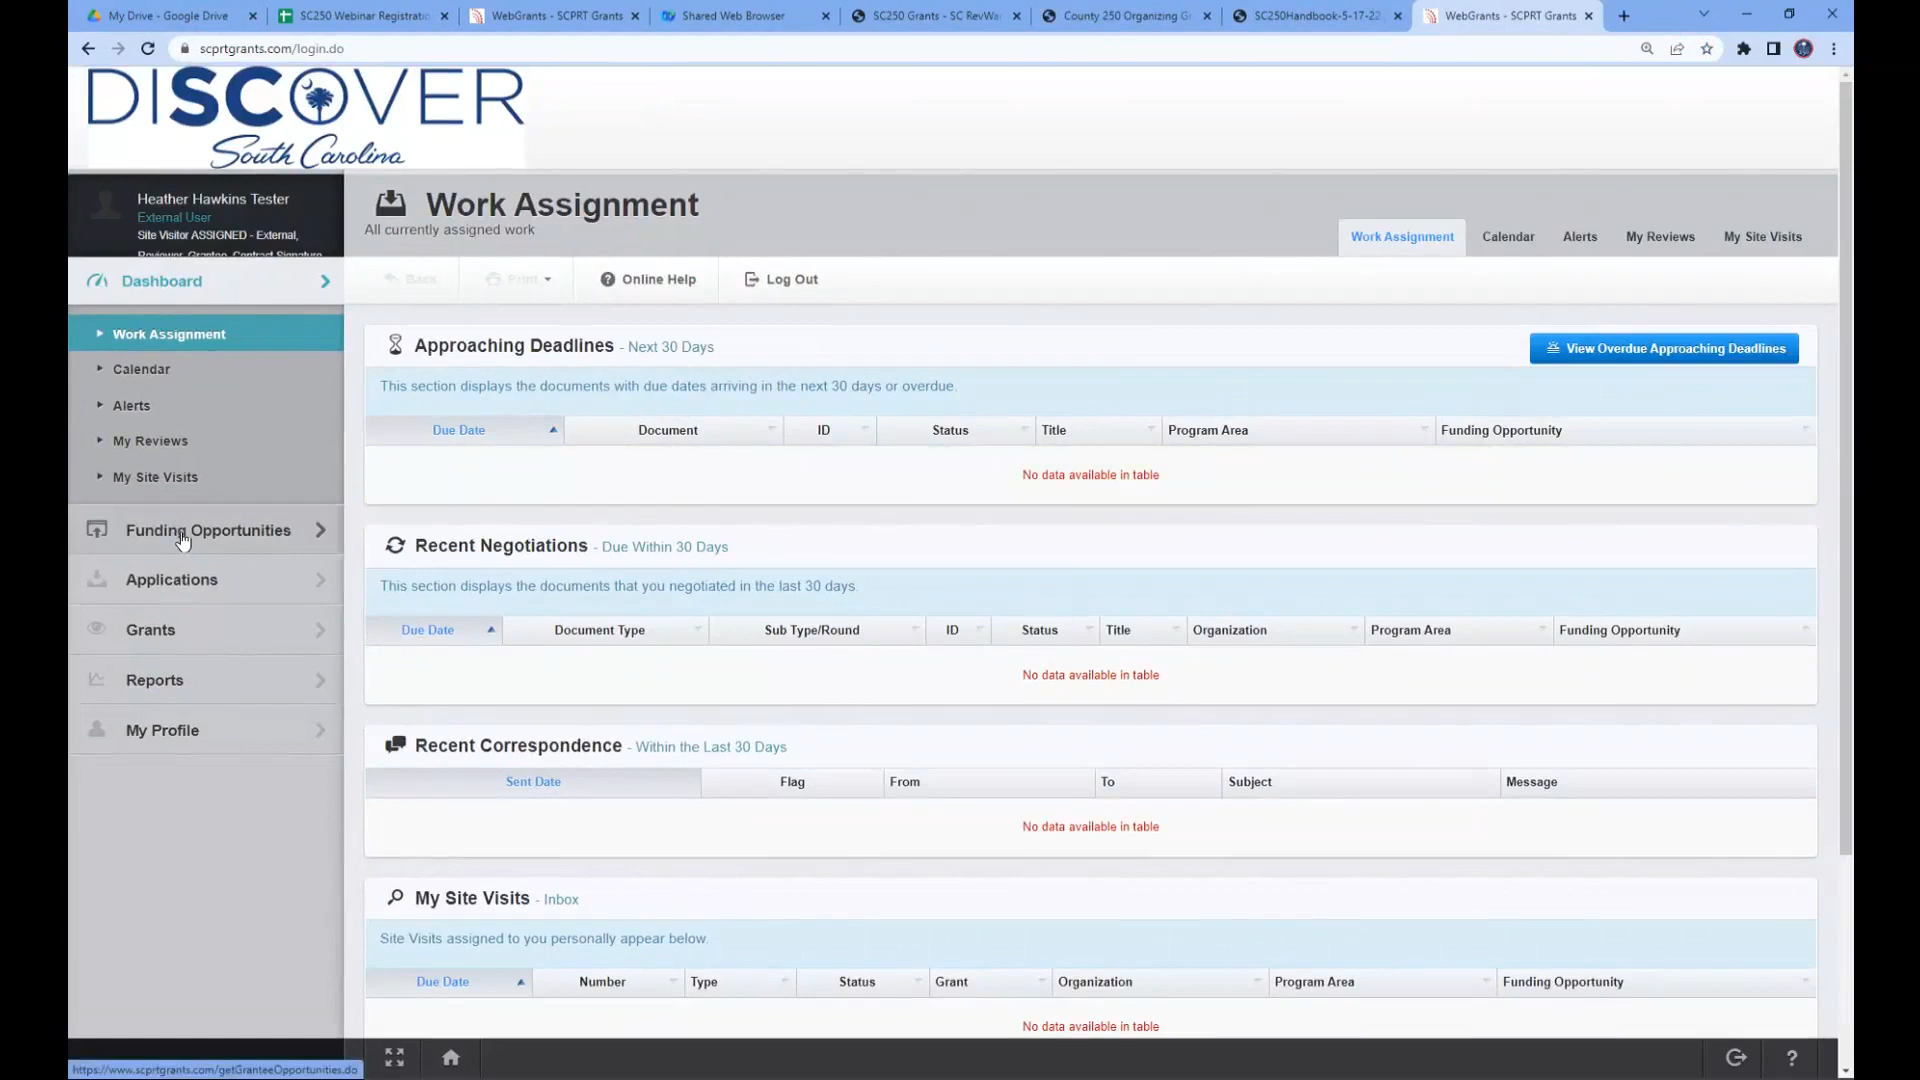 My Drive - Google Drive
SC250 Webinar Registratio
WebGrants - SCPRT Grants
Shared Web Browser
SC250 Grants - SC RevWar
County 250 Organizing Gr
SC250Handbook-5-17-22
WebGrants - SCPRT Grants
scprtgrants.com/login.do
DISCOVER
South Carolina
Heather Hawkins Tester
External User
Site Visitor ASSIGNED - External,
Reviewer, Grantee, Contract Signature
Work Assignment
All currently assigned work
Work Assignment
Calendar
Alerts
My Reviews
My Site Visits
Dashboard
Back
Print
Online Help
Log Out
Work Assignment
Calendar
Alerts
My Reviews
My Site Visits
Funding Opportunities
Applications
Grants
Reports
My Profile
Approaching Deadlines - Next 30 Days
View Overdue Approaching Deadlines
This section displays the documents with due dates arriving in the next 30 days or overdue.
Due Date Document ID Status Title Program Area Funding Opportunity
No data available in table
Recent Negotiations - Due Within 30 Days
This section displays the documents that you negotiated in the last 30 days.
Due Date Document Type Sub Type/Round ID Status Title Organization Program Area Funding Opportunity
No data available in table
Recent Correspondence - Within the Last 30 Days
Sent Date Flag From To Subject Message
No data available in table
My Site Visits - Inbox
Site Visits assigned to you personally appear below.
Due Date Number Type Status Grant Organization Program Area Funding Opportunity
No data available in table
https://www.scprtgrants.com/getGranteeOpportunities.do